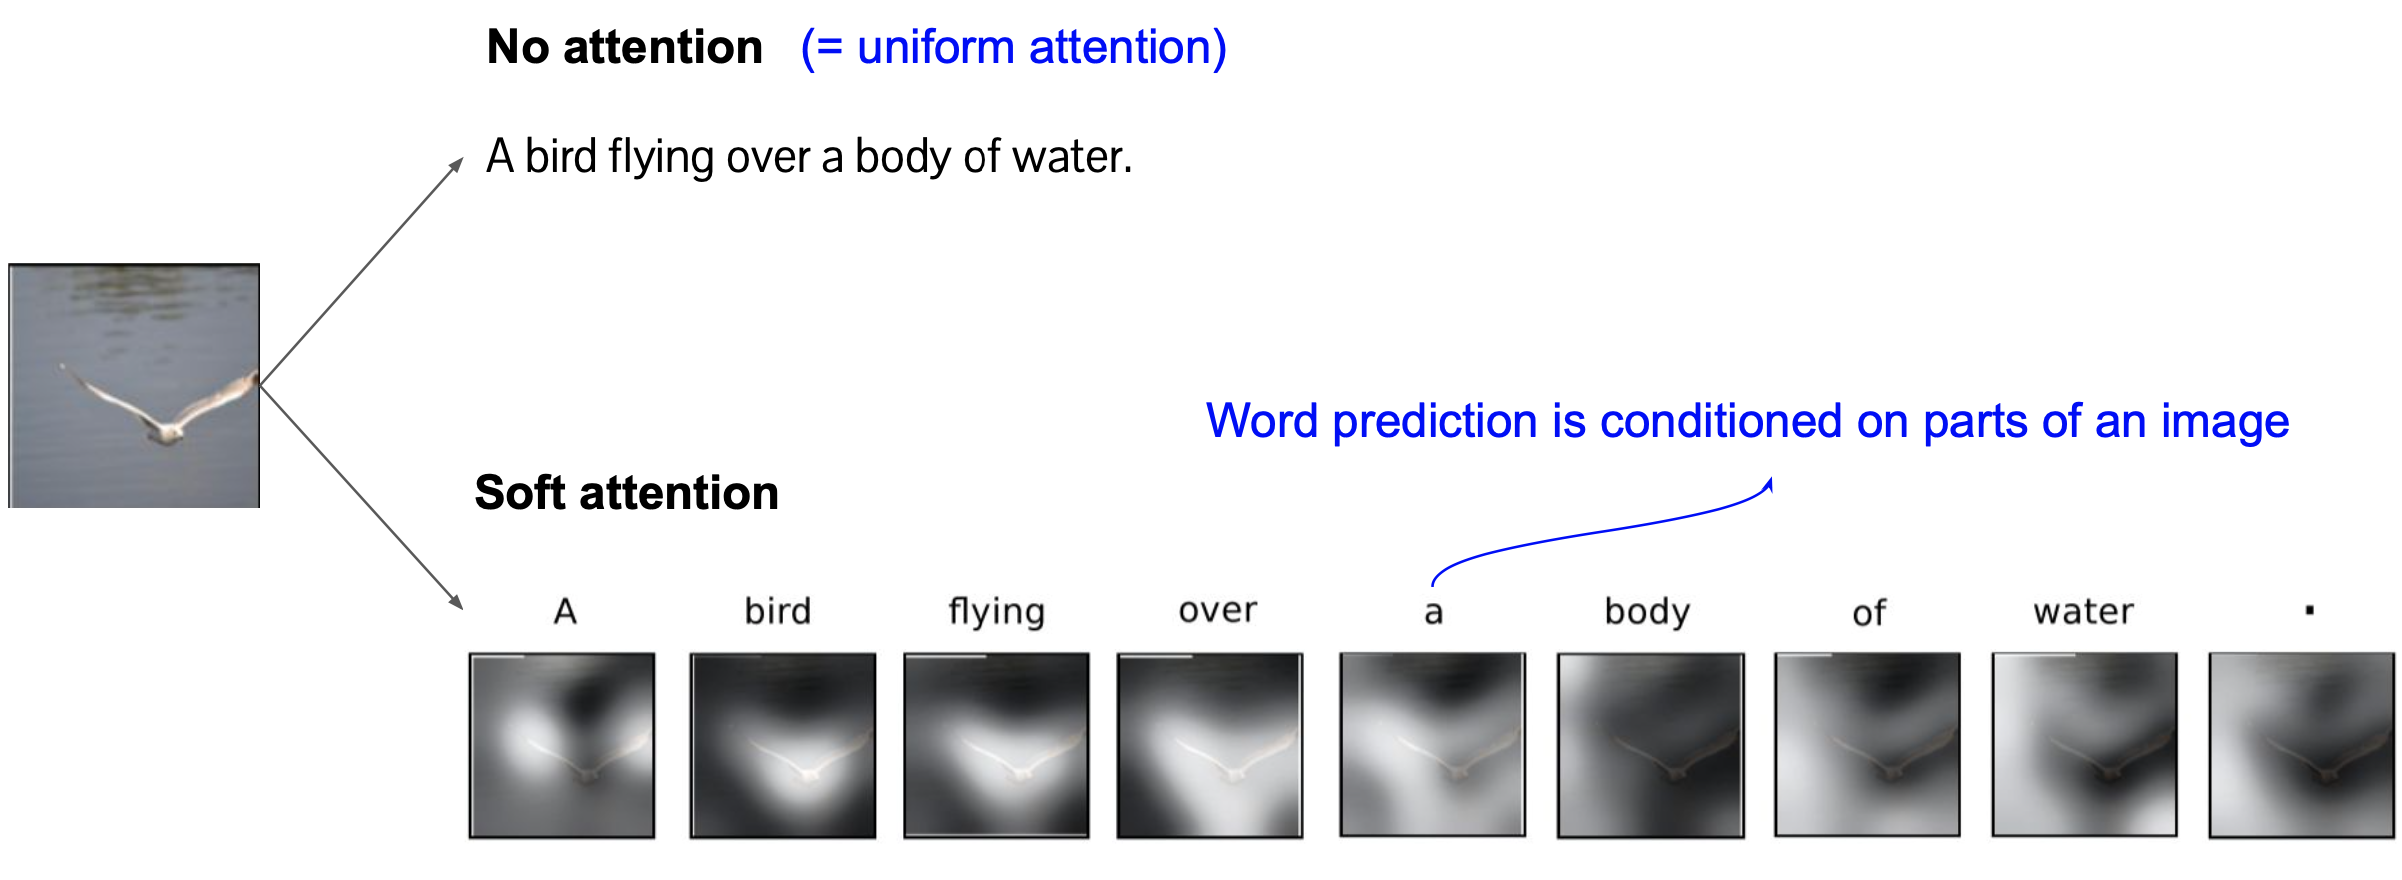 No attention (= uniform attention)
A bird flying over a body of water.
Word prediction is conditioned on parts of an image
Soft attention
A bird flying over a body of water .